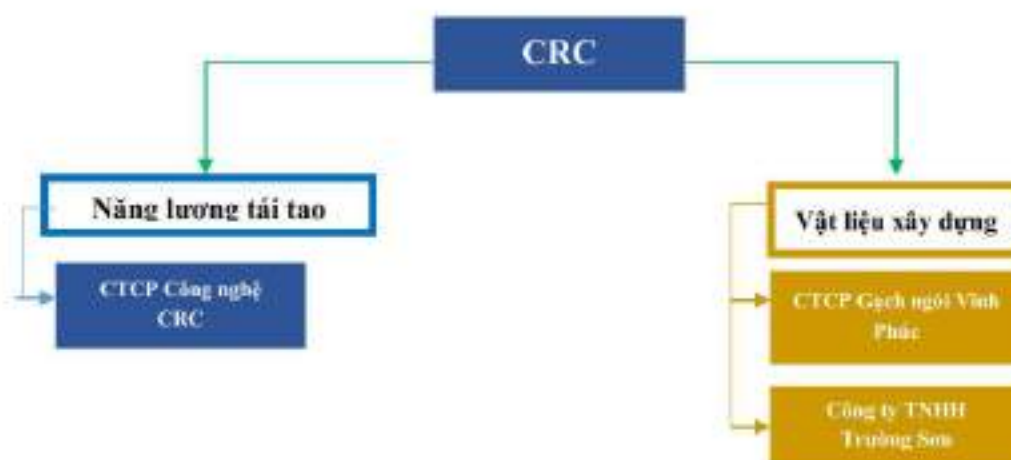 CRC
Năng lượng tái tạo
CTCP Công nghệ
CRC
Vật liệu xây dựng
CTCP Gạch ngói Vĩnh
Phúc
Công ty TNHH
Trường Sơn